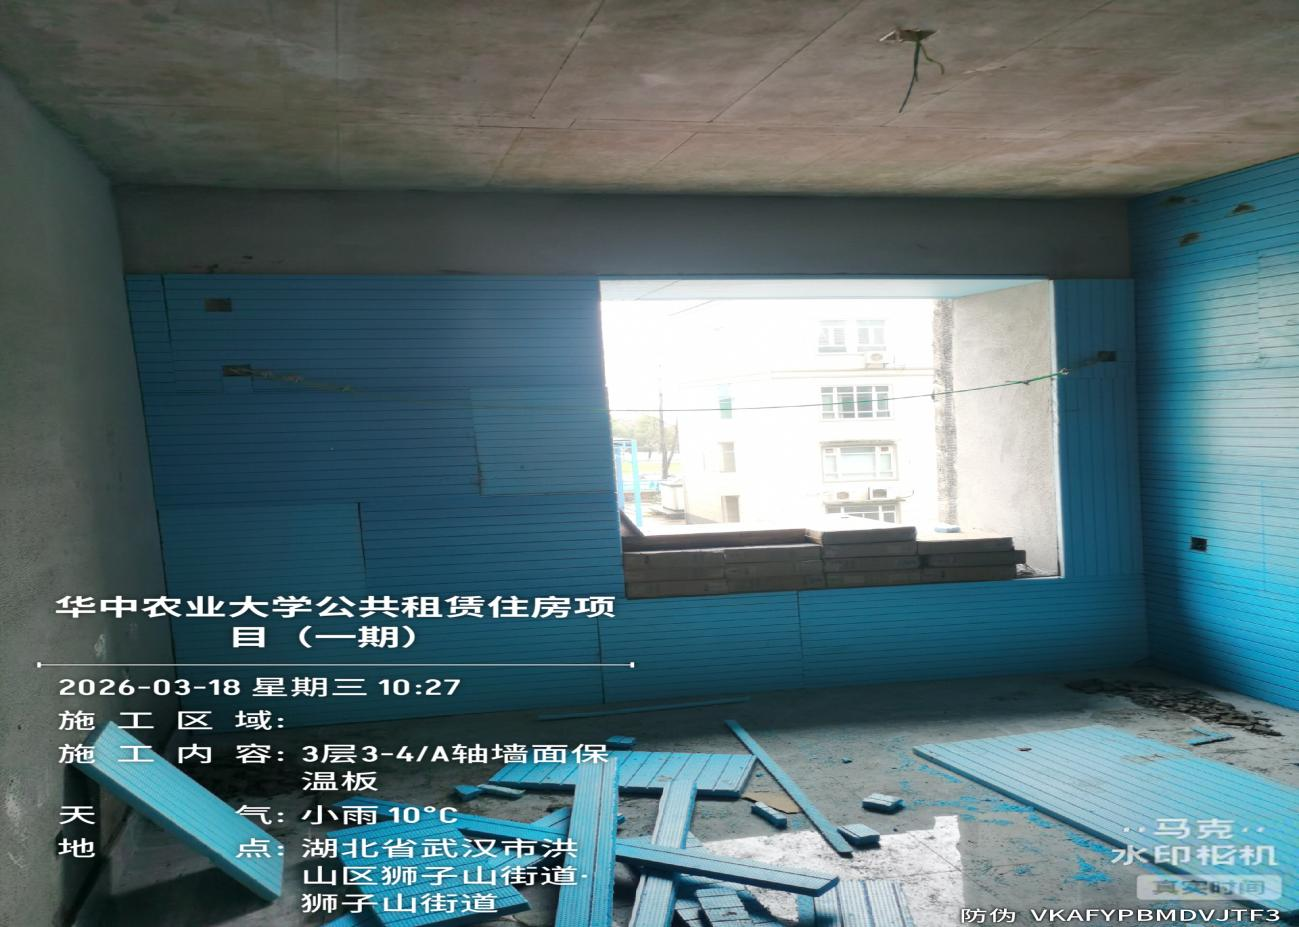 华中农业大学公共租赁住房项
目（一期）
2026-03-18 星期三 10:27
施工区域:
施工内容: 3层3-4/A轴墙面保
温板
天气: 小雨 10°C
地点: 湖北省武汉市洪
山区狮子山街道·
狮子山街道
马克
水印相机
真实时间
防伪 VKAFYPBMDVJTF3